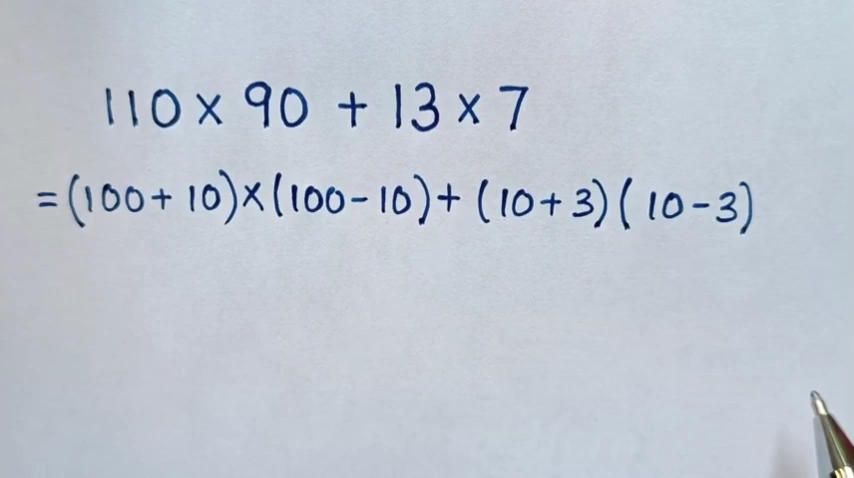 110 × 90 + 13 × 7
= (100 + 10) × (100 - 10) + (10 + 3) (10 - 3)